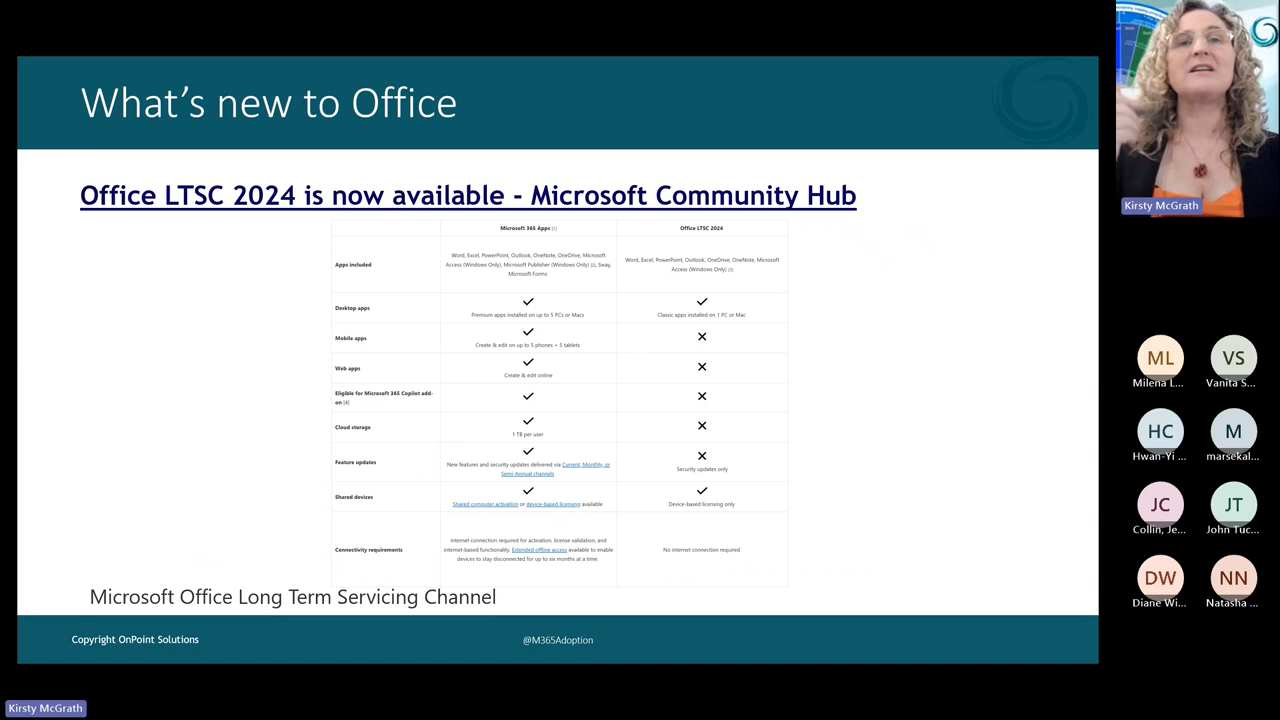 What's new to Office
Office LTSC 2024 is now available - Microsoft Community Hub
Microsoft 365 Apps [1]
Office LTSC 2024
Apps included
Word, Excel, PowerPoint, Outlook, OneNote, OneDrive, Microsoft
Access (Windows Only), Microsoft Publisher (Windows Only) [2], Sway,
Microsoft Forms
Word, Excel, PowerPoint, Outlook, OneDrive, OneNote, Microsoft
Access (Windows Only) [3]
Desktop apps
Premium apps installed on up to 5 PCs or Macs
Classic apps installed on 1 PC or Mac
Mobile apps
Create & edit on up to 5 phones + 5 tablets
Web apps
Create & edit online
Eligible for Microsoft 365 Copilot add-
on [4]
Cloud storage
1 TB per user
Feature updates
New features and security updates delivered via Current, Monthly, or
Semi-Annual channels
Security updates only
Shared devices
Shared computer activation or device-based licensing available
Device-based licensing only
Connectivity requirements
Internet connection required for activation, license validation, and
internet-based functionality. Extended offline access available to enable
devices to stay disconnected for up to six months at a time.
No internet connection required
Microsoft Office Long Term Servicing Channel
Copyright OnPoint Solutions
@M365Adoption
Kirsty McGrath
ML
Milena L...
VS
Vanita S...
HC
Hwan-Yi ...
M
marsekal...
JC
Collin, Je...
JT
John Tuc...
DW
Diane Wi...
NN
Natasha ...
Kirsty McGrath